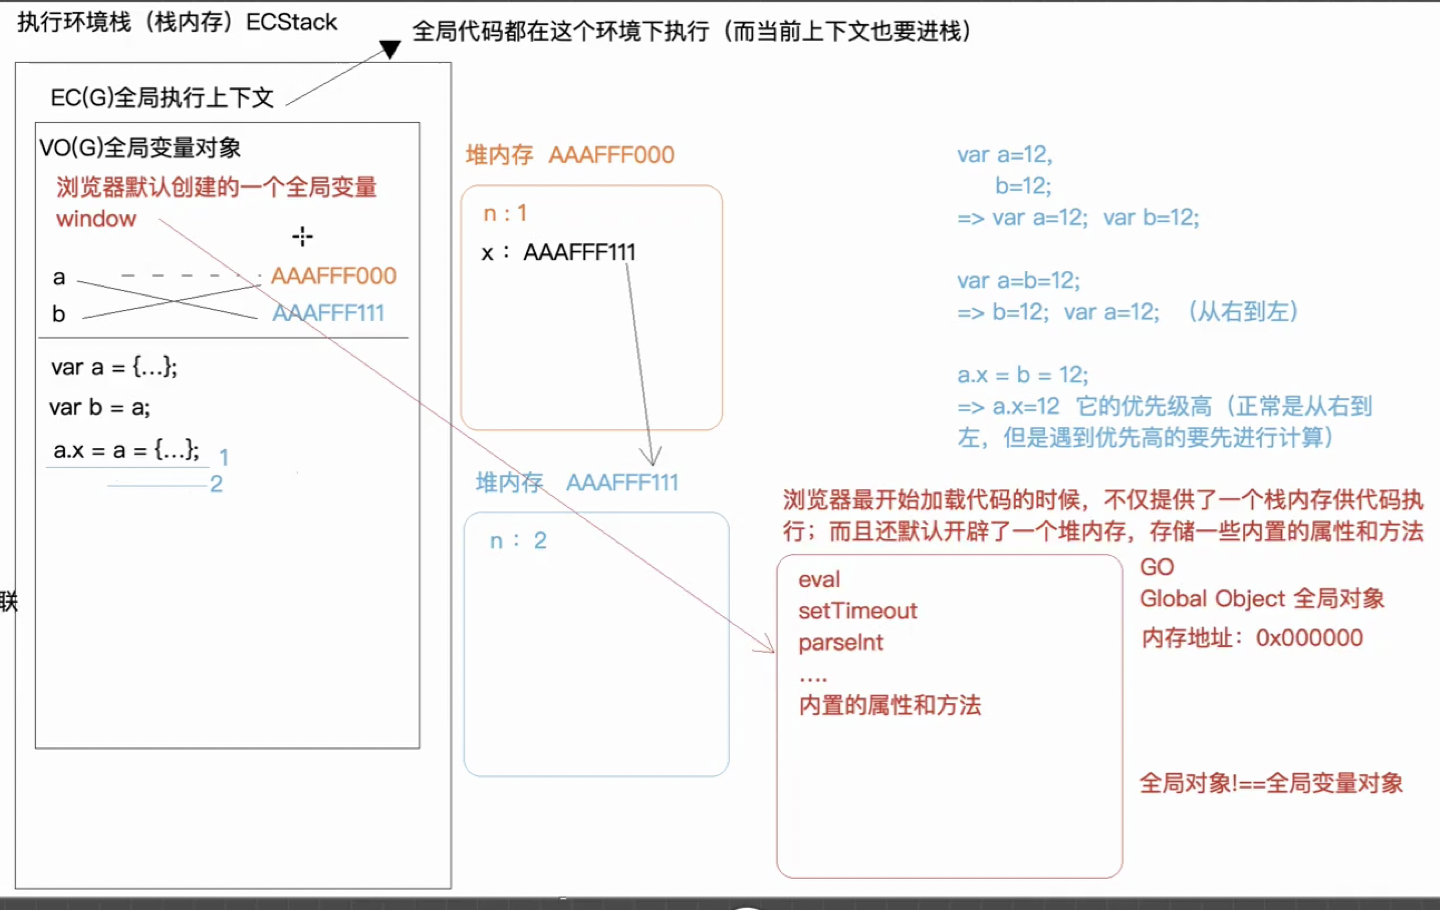 执行环境栈（栈内存）ECStack
全局代码都在这个环境下执行（而当前上下文也要进栈）
EC(G)全局执行上下文
VO(G)全局变量对象
浏览器默认创建的一个全局变量
window
a AAAFFF000
b AAAFFF111
var a = {...};
var b = a;
a.x = a = {...}; 1
2
联
堆内存 AAAFFF000
n : 1
x : AAAFFF111
堆内存 AAAFFF111
n : 2
var a=12,
b=12;
=> var a=12; var b=12;
var a=b=12;
=> b=12; var a=12; （从右到左）
a.x = b = 12;
=> a.x=12 它的优先级高（正常是从右到
左，但是遇到优先高的要先进行计算）
浏览器最开始加载代码的时候，不仅提供了一个栈内存供代码执
行；而且还默认开辟了一个堆内存，存储一些内置的属性和方法
eval
setTimeout
parseInt
....
内置的属性和方法
GO
Global Object 全局对象
内存地址：0x000000
全局对象!==全局变量对象